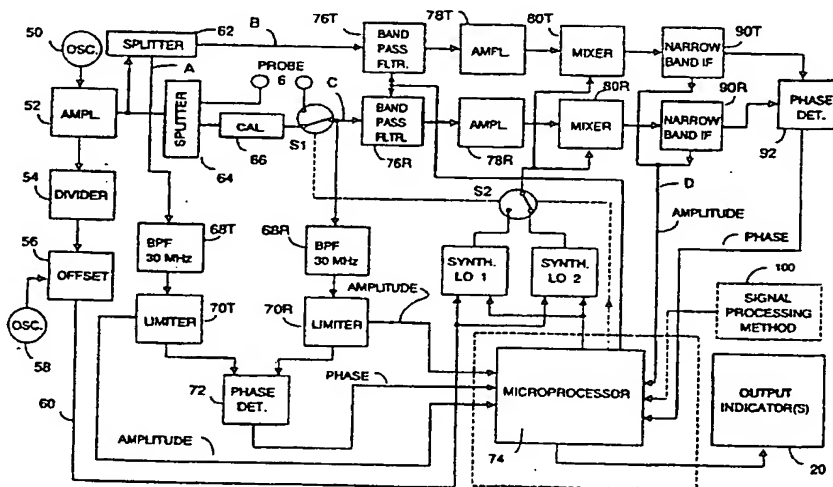 50
62
B
76T
78T
80T
90T
OSC.
SPLITTER
BAND
PASS
FLTR.
AMPL.
MIXER
NARROW
BAND IF
A
PROBE
6
C
80R
90R
52
AMPL.
SPLITTER
CAL
S1
BAND
PASS
FLTRL.
AMPL.
MIXER
NARROW
BAND IF
PHASE
DET.
66
64
76R
78R
92
54
DIVIDER
S2
D
56
68T
68R
AMPLITUDE
BPF
30 MHz
BPF
30 MHz
SYNTH.
LO 1
SYNTH.
LO 2
PHASE
OFFSET
AMPLITUDE
100
SIGNAL
PROCESSING
METHOD
70T
70R
LIMITER
LIMITER
OSC.
58
PHASE
MICROPROCESSOR
72
PHASE
DET.
OUTPUT
INDICATOR(S)
60
AMPLITUDE
74
20